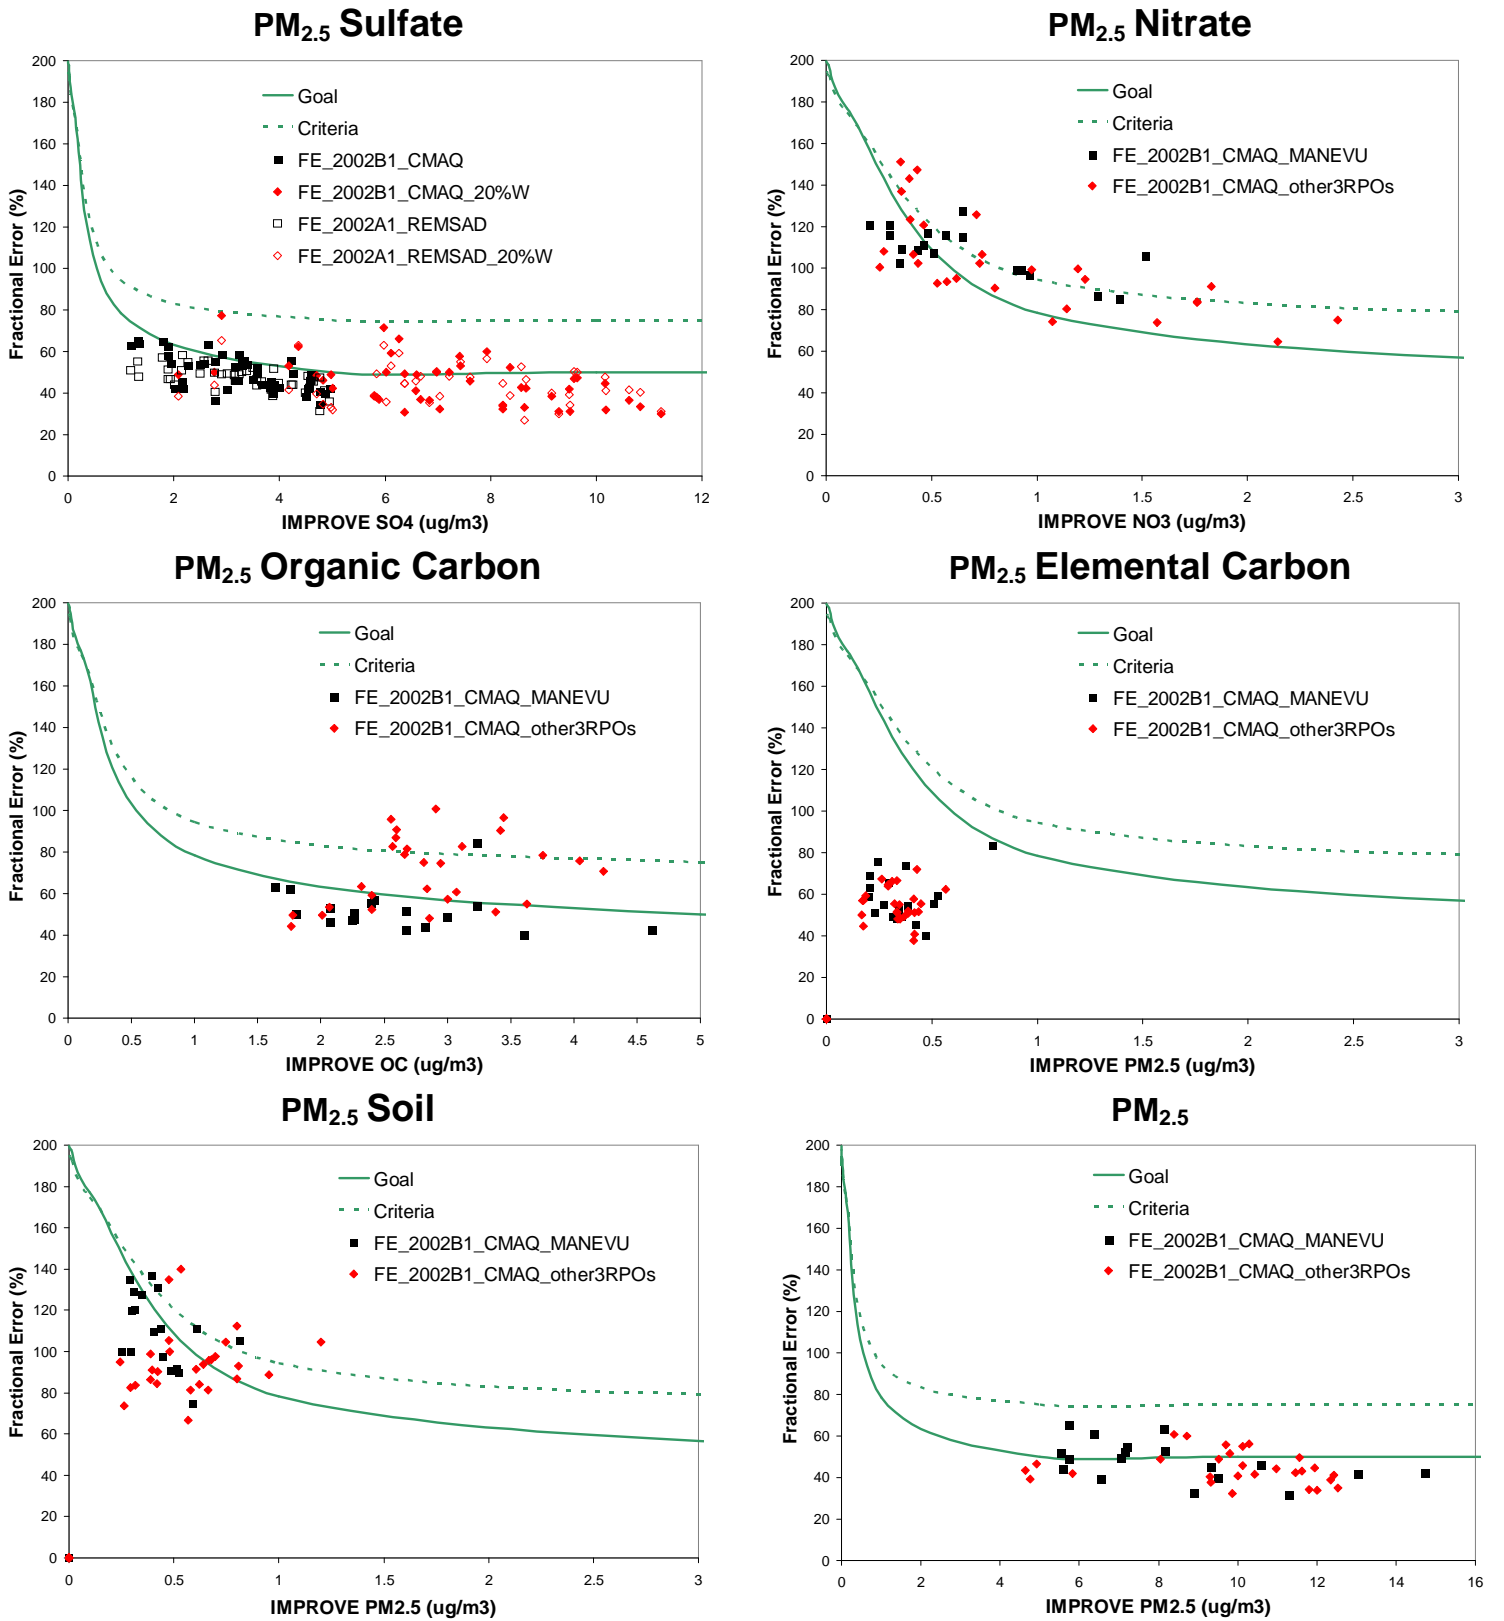 PM2.5 Sulfate
200
180
160
140
120
100
80
60
40
20
0
Fractional Error (%)
Goal
Criteria
FE_2002B1_CMAQ
FE_2002B1_CMAQ_20%W
FE_2002A1_REMSAD
FE_2002A1_REMSAD_20%W
0 2 4 6 8 10 12
IMPROVE SO4 (ug/m3)
PM2.5 Nitrate
200
180
160
140
120
100
80
60
40
20
0
Fractional Error (%)
Goal
Criteria
FE_2002B1_CMAQ_MANEVU
FE_2002B1_CMAQ_other3RPOs
0 0.5 1 1.5 2 2.5 3
IMPROVE NO3 (ug/m3)
PM2.5 Organic Carbon
200
180
160
140
120
100
80
60
40
20
0
Fractional Error (%)
Goal
Criteria
FE_2002B1_CMAQ_MANEVU
FE_2002B1_CMAQ_other3RPOs
0 0.5 1 1.5 2 2.5 3 3.5 4 4.5 5
IMPROVE OC (ug/m3)
PM2.5 Elemental Carbon
200
180
160
140
120
100
80
60
40
20
0
Fractional Error (%)
Goal
Criteria
FE_2002B1_CMAQ_MANEVU
FE_2002B1_CMAQ_other3RPOs
0 0.5 1 1.5 2 2.5 3
IMPROVE PM2.5 (ug/m3)
PM2.5 Soil
200
180
160
140
120
100
80
60
40
20
0
Fractional Error (%)
Goal
Criteria
FE_2002B1_CMAQ_MANEVU
FE_2002B1_CMAQ_other3RPOs
0 0.5 1 1.5 2 2.5 3
IMPROVE PM2.5 (ug/m3)
PM2.5
200
180
160
140
120
100
80
60
40
20
0
Fractional Error (%)
Goal
Criteria
FE_2002B1_CMAQ_MANEVU
FE_2002B1_CMAQ_other3RPOs
0 2 4 6 8 10 12 14 16
IMPROVE PM2.5 (ug/m3)